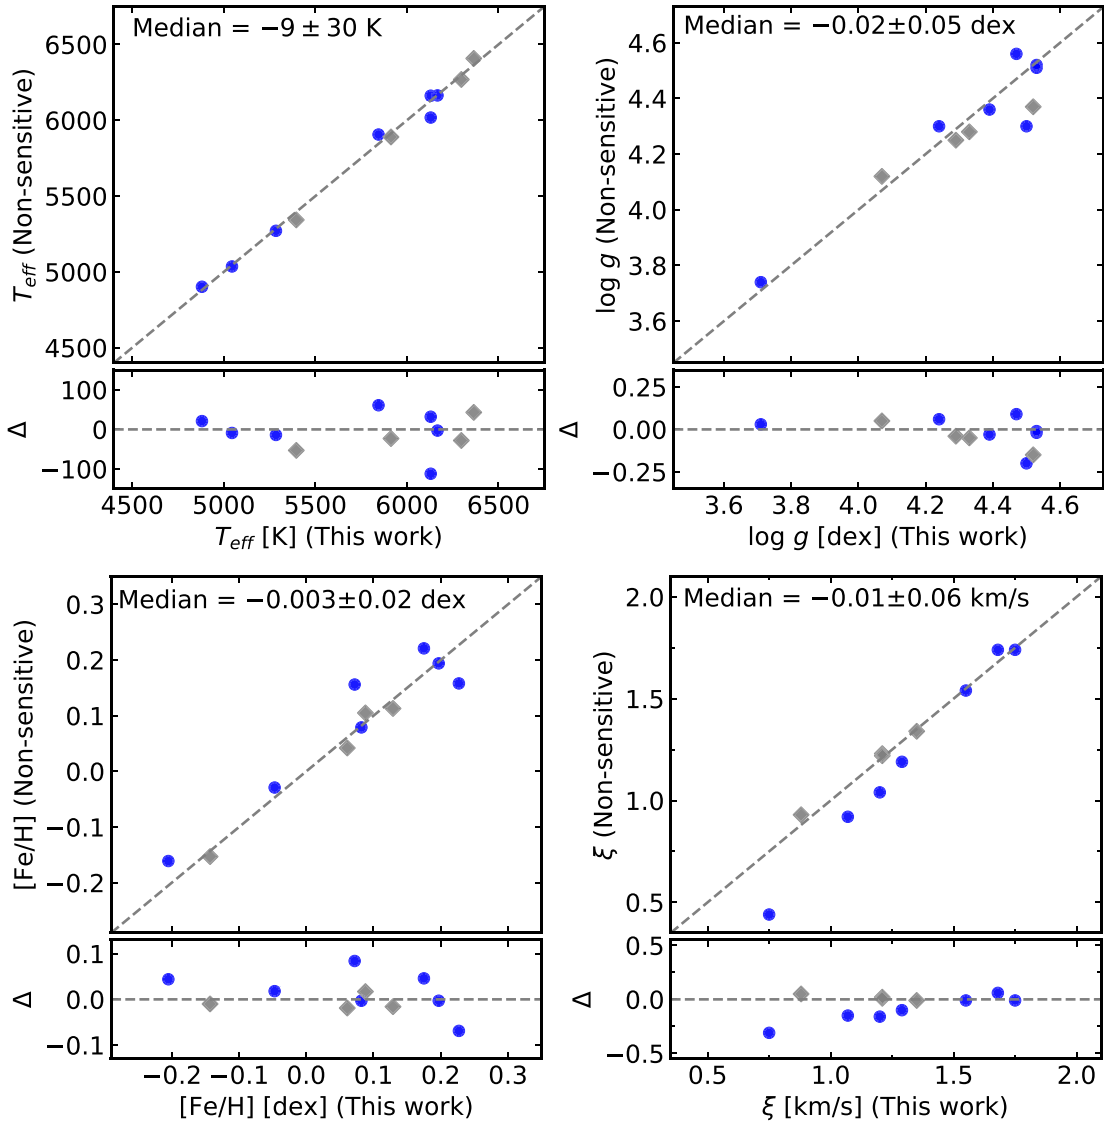 Median = −9 ± 30 K
6500
6000
5500
5000
4500
T_eff (Non-sensitive)
100
0
−100
Δ
4500 5000 5500 6000 6500
T_eff [K] (This work)
Median = −0.02±0.05 dex
4.6
4.4
4.2
4.0
3.8
3.6
log g (Non-sensitive)
0.25
0.00
−0.25
Δ
3.6 3.8 4.0 4.2 4.4 4.6
log g [dex] (This work)
Median = −0.003±0.02 dex
0.3
0.2
0.1
0.0
−0.1
−0.2
[Fe/H] (Non-sensitive)
0.1
0.0
−0.1
Δ
−0.2 −0.1 0.0 0.1 0.2 0.3
[Fe/H] [dex] (This work)
Median = −0.01±0.06 km/s
2.0
1.5
1.0
0.5
ξ (Non-sensitive)
0.5
0.0
−0.5
Δ
0.5 1.0 1.5 2.0
ξ [km/s] (This work)